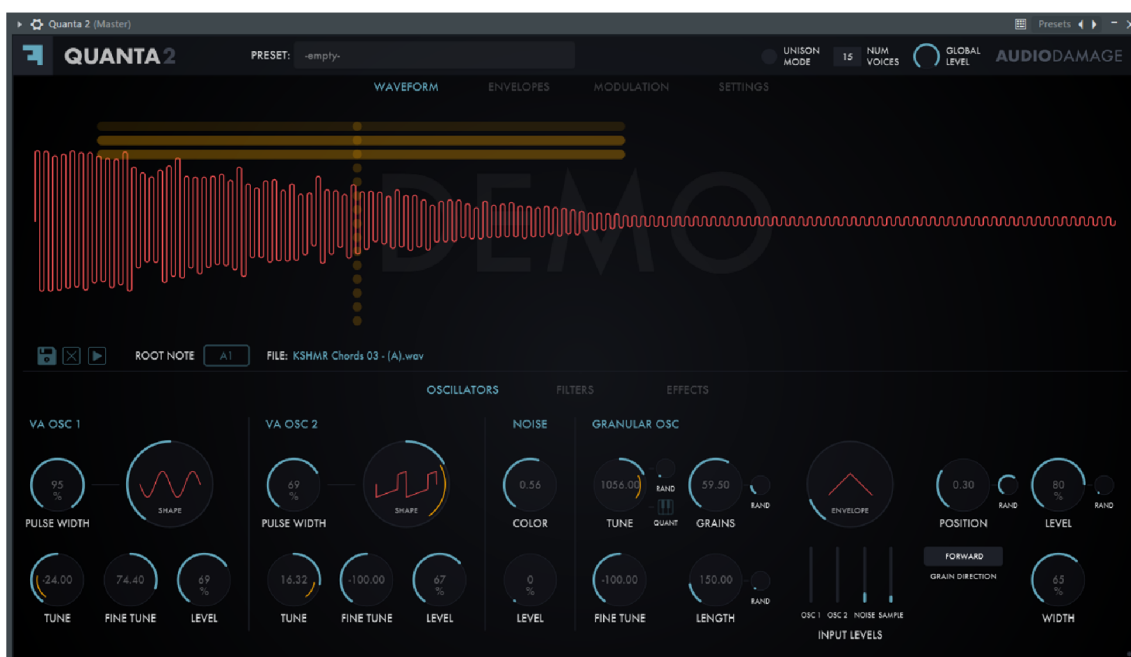 Quanta 2 (Master) Presets
QUANTA2 PRESET: -empty- UNISON MODE 15 NUM VOICES GLOBAL LEVEL AUDIODAMAGE
WAVEFORM ENVELOPES MODULATION SETTINGS
DEMO
ROOT NOTE A1 FILE: KSHMR Chords 03 - (A).wav
OSCILLATORS FILTERS EFFECTS
VA OSC 1 VA OSC 2 NOISE GRANULAR OSC
95 % SHAPE 69 % SHAPE 0.56 1056.00 RAND QUANT 59.50 RAND ENVELOPE 0.30 RAND 80 % RAND
PULSE WIDTH PULSE WIDTH COLOR TUNE GRAINS POSITION LEVEL
-24.00 74.40 69 % 16.32 -100.00 67 % 0 % -100.00 150.00 RAND FORWARD 65 %
GRAIN DIRECTION
TUNE FINE TUNE LEVEL TUNE FINE TUNE LEVEL LEVEL FINE TUNE LENGTH OSC 1 OSC 2 NOISE SAMPLE WIDTH
INPUT LEVELS